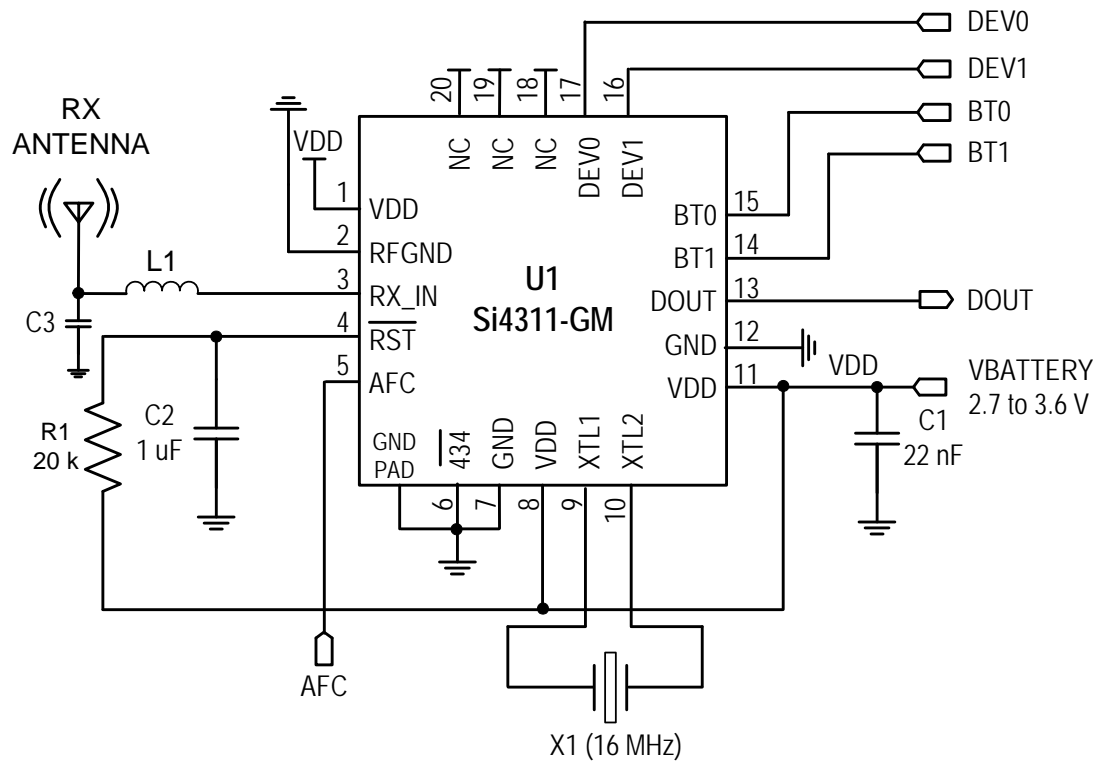 DEV0
DEV1
BT0
BT1
RX
ANTENNA
VDD
20
19
18
17
16
NC
NC
NC
DEV0
DEV1
1
VDD
2
RFGND
3
RX_IN
4
RST
5
AFC
L1
C3
R1
20 k
C2
1 uF
U1
Si4311-GM
BT0
15
BT1
14
DOUT
13
DOUT
GND
12
VDD
11
VDD
VBATTERY
2.7 to 3.6 V
C1
22 nF
GND
PAD
434
GND
VDD
XTL1
XTL2
6
7
8
9
10
AFC
X1 (16 MHz)